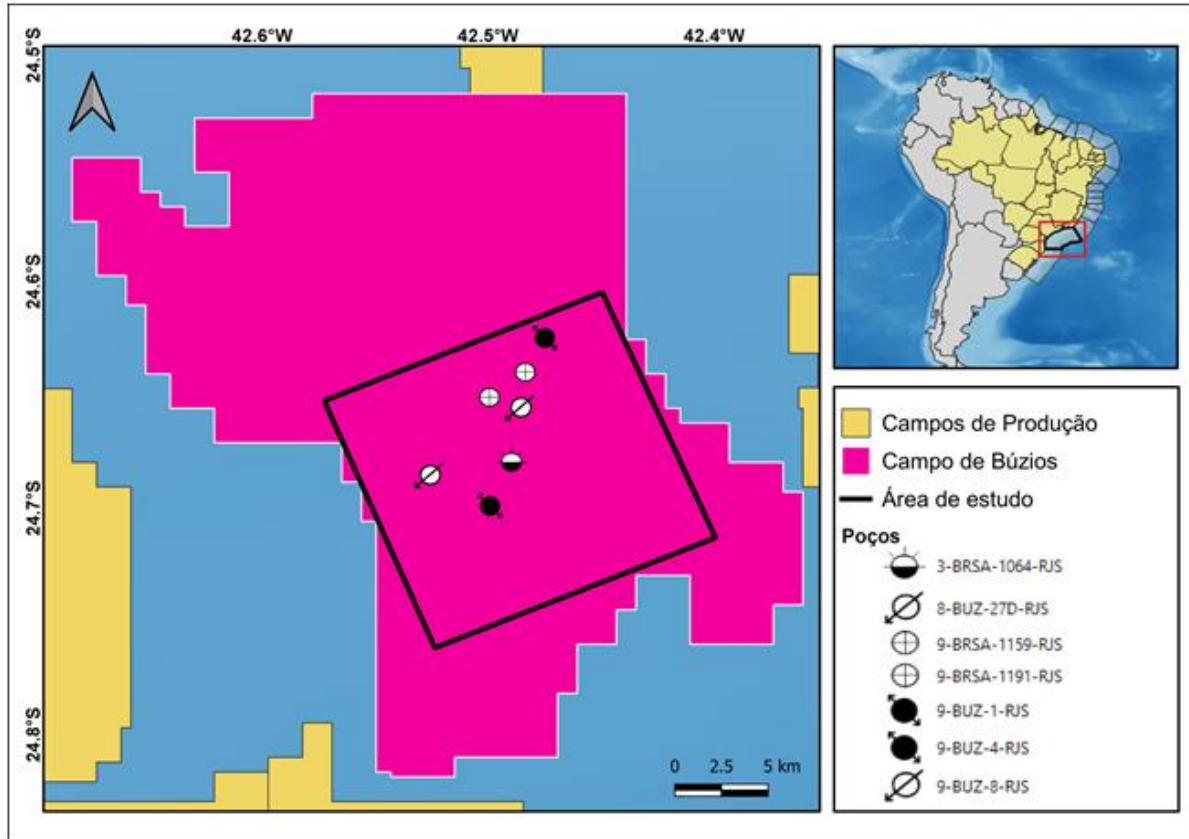 42.6°W 42.5°W 42.4°W
24.5°S
24.6°S
24.7°S
24.8°S
0 2.5 5 km
Campos de Produção
Campo de Búzios
Área de estudo
Poços
3-BRSA-1064-RJS
8-BUZ-27D-RJS
9-BRSA-1159-RJS
9-BRSA-1191-RJS
9-BUZ-1-RJS
9-BUZ-4-RJS
9-BUZ-8-RJS